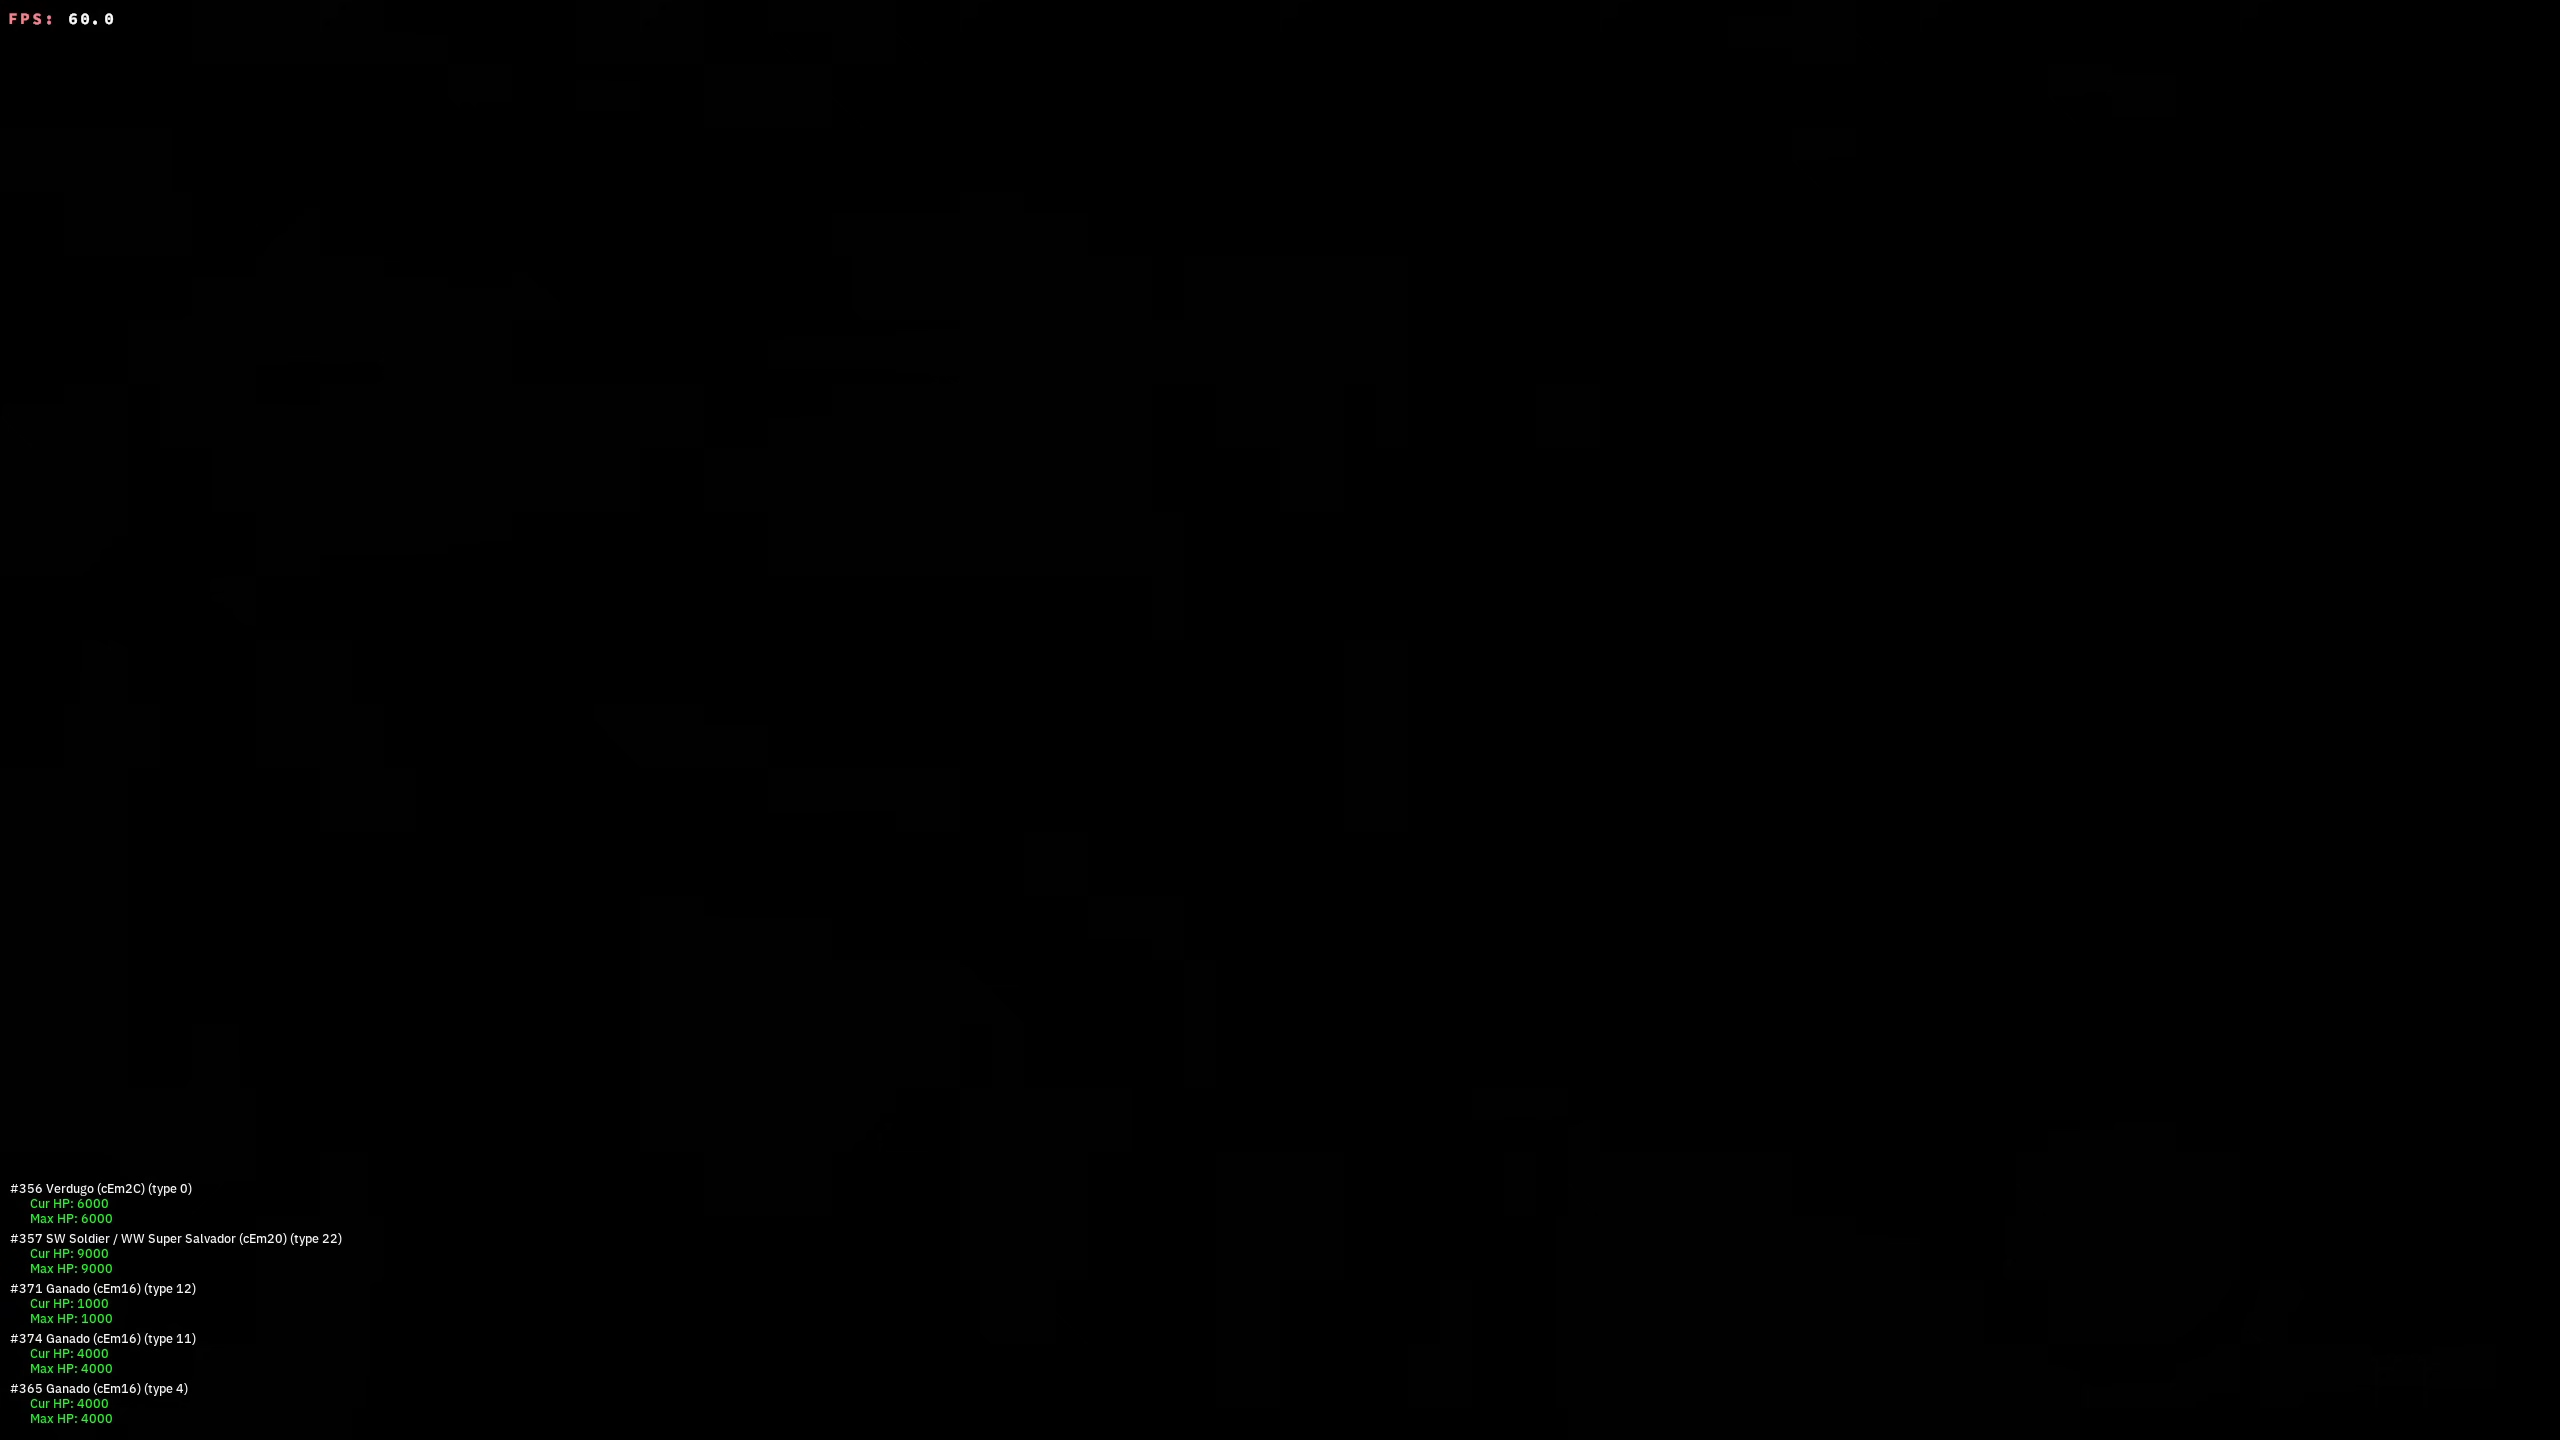 FPS: 60.0
#356 Verdugo (cEm2C) (type 0)
Cur HP: 6000
Max HP: 6000
#357 SW Soldier / WW Super Salvador (cEm20) (type 22)
Cur HP: 9000
Max HP: 9000
#371 Ganado (cEm16) (type 12)
Cur HP: 1000
Max HP: 1000
#374 Ganado (cEm16) (type 11)
Cur HP: 4000
Max HP: 4000
#365 Ganado (cEm16) (type 4)
Cur HP: 4000
Max HP: 4000